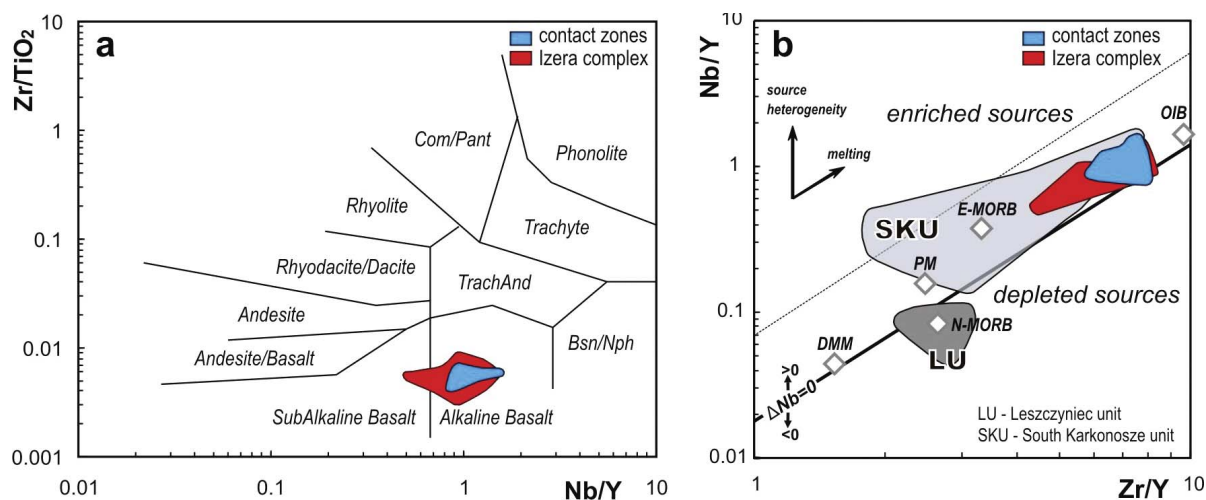 10
a
contact zones
Izera complex
Zr/TiO2
1
Com/Pant
Phonolite
Rhyolite
Trachyte
0.1
Rhyodacite/Dacite
TrachAnd
Andesite
0.01
Andesite/Basalt
Bsn/Nph
SubAlkaline Basalt
Alkaline Basalt
0.001
0.01
0.1
1
Nb/Y
10
10
b
contact zones
Izera complex
Nb/Y
source
heterogeneity
enriched sources
OIB
melting
1
E-MORB
SKU
PM
depleted sources
0.1
N-MORB
DMM
LU
>0
ΔNb=0
<0
LU - Leszczyniec unit
SKU - South Karkonosze unit
0.01
1
Zr/Y
10